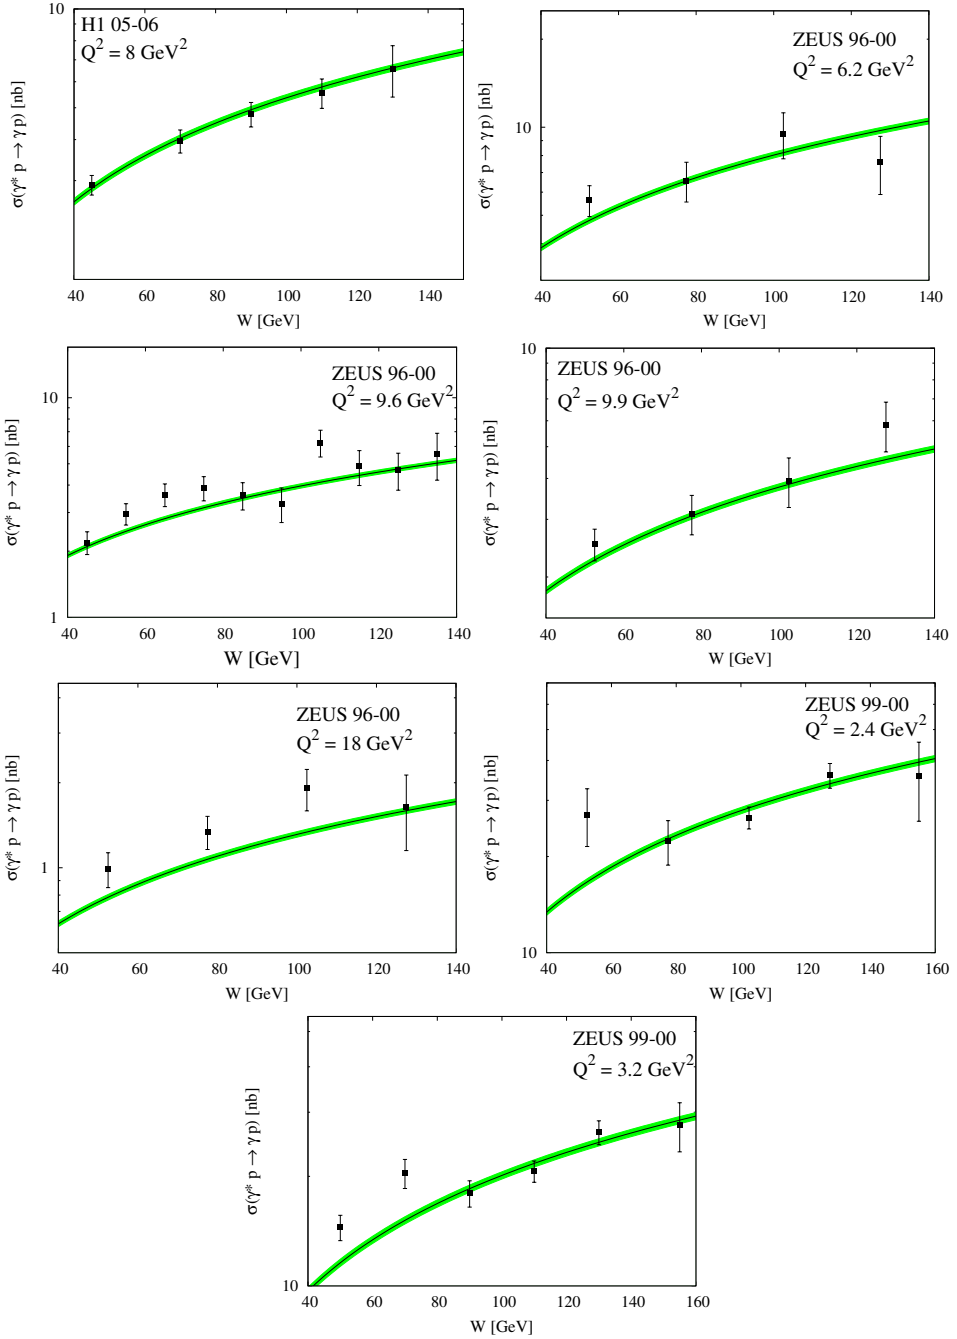 10
H1 05-06
Q² = 8 GeV²
σ(γ* p → γ p) [nb]
40 60 80 100 120 140
W [GeV]
ZEUS 96-00
Q² = 6.2 GeV²
10
σ(γ* p → γ p) [nb]
40 60 80 100 120 140
W [GeV]
ZEUS 96-00
Q² = 9.6 GeV²
10
σ(γ* p → γ p) [nb]
1
40 60 80 100 120 140
W [GeV]
10
ZEUS 96-00
Q² = 9.9 GeV²
σ(γ* p → γ p) [nb]
40 60 80 100 120 140
W [GeV]
ZEUS 96-00
Q² = 18 GeV²
σ(γ* p → γ p) [nb]
1
40 60 80 100 120 140
W [GeV]
ZEUS 99-00
Q² = 2.4 GeV²
σ(γ* p → γ p) [nb]
10
40 60 80 100 120 140 160
W [GeV]
ZEUS 99-00
Q² = 3.2 GeV²
σ(γ* p → γ p) [nb]
10
40 60 80 100 120 140 160
W [GeV]